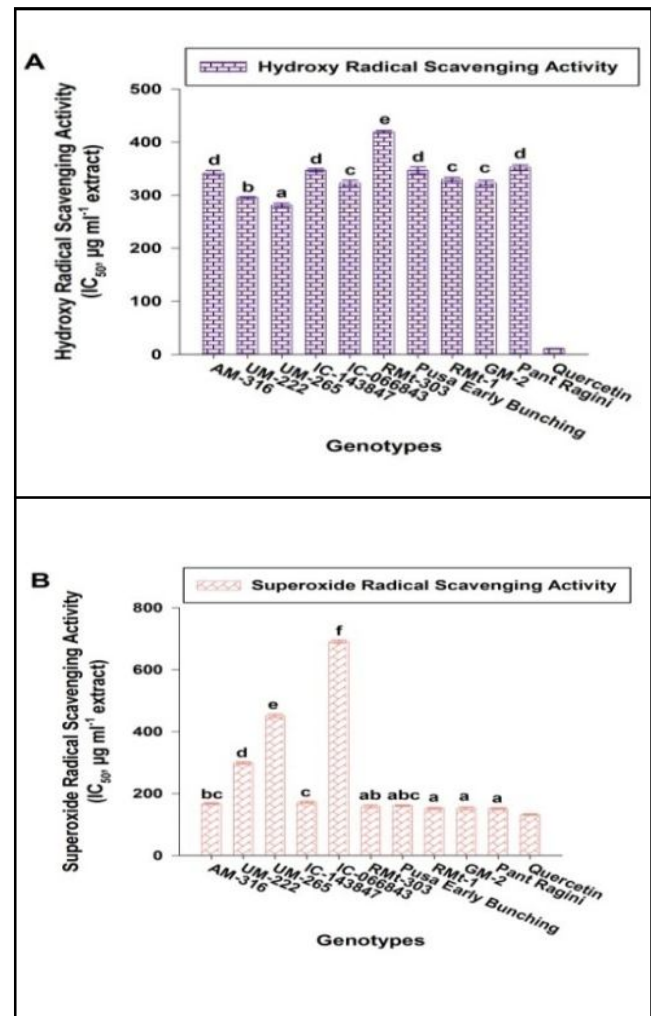 A
Hydroxy Radical Scavenging Activity
Hydroxy Radical Scavenging Activity
(IC50, µg ml-1 extract)
500
400
300
200
100
0
d
b
a
d
c
e
d
c
c
d
AM-316
UM-222
UM-265
IC-143847
IC-066843
RMt-303
Pusa Early Bunching
RMt-1
GM-2
Pant Ragini
Quercetin
Genotypes
B
Superoxide Radical Scavenging Activity
Superoxide Radical Scavenging Activity
(IC50, µg ml-1 extract)
800
600
400
200
0
bc
d
e
c
f
ab
abc
a
a
a
AM-316
UM-222
UM-265
IC-143847
IC-066843
RMt-303
Pusa Early Bunching
RMt-1
GM-2
Pant Ragini
Quercetin
Genotypes